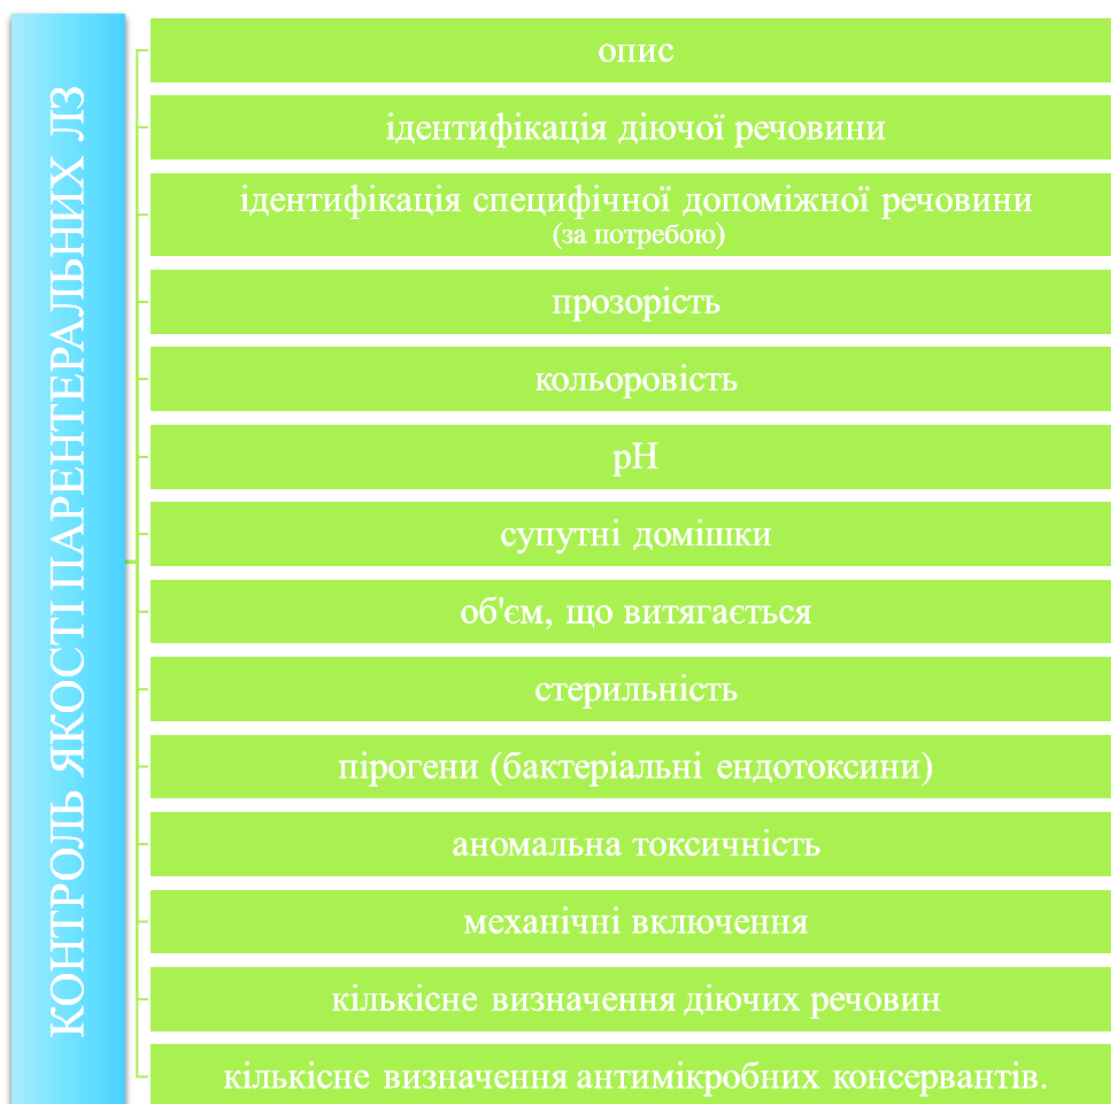 КОНТРОЛЬ ЯКОСТІ ПАРЕНТЕРАЛЬНИХ ЛЗ
опис
ідентифікація діючої речовини
ідентифікація специфічної допоміжної речовини
(за потребою)
прозорість
кольоровість
pH
супутні домішки
об'єм, що витягається
стерильність
пірогени (бактеріальні ендотоксини)
аномальна токсичність
механічні включення
кількісне визначення діючих речовин
кількісне визначення антимікробних консервантів.